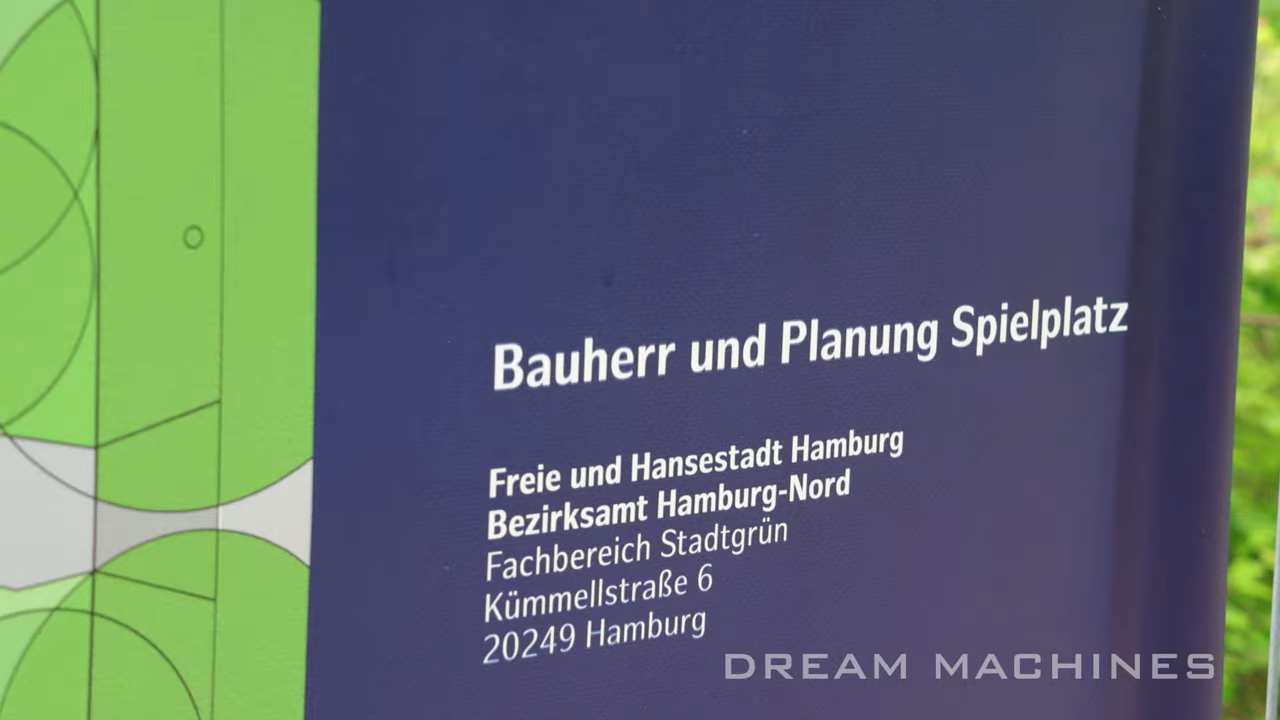 Bauherr und Planung Spielplatz
Freie und Hansestadt Hamburg
Bezirksamt Hamburg-Nord
Fachbereich Stadtgrün
Kümmellstraße 6
20249 Hamburg
DREAM MACHINES